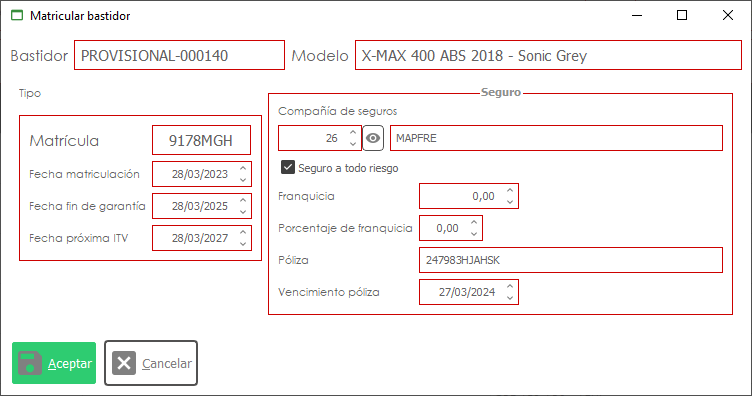 Matricular bastidor
Bastidor PROVISIONAL-000140 Modelo X-MAX 400 ABS 2018 - Sonic Grey
Tipo
Matrícula 9178MGH
Fecha matriculación 28/03/2023
Fecha fin de garantía 28/03/2025
Fecha próxima ITV 28/03/2027
Seguro
Compañía de seguros
26 MAPFRE
Seguro a todo riesgo
Franquicia 0,00
Porcentaje de franquicia 0,00
Póliza 247983HJAHSK
Vencimiento póliza 27/03/2024
Aceptar Cancelar